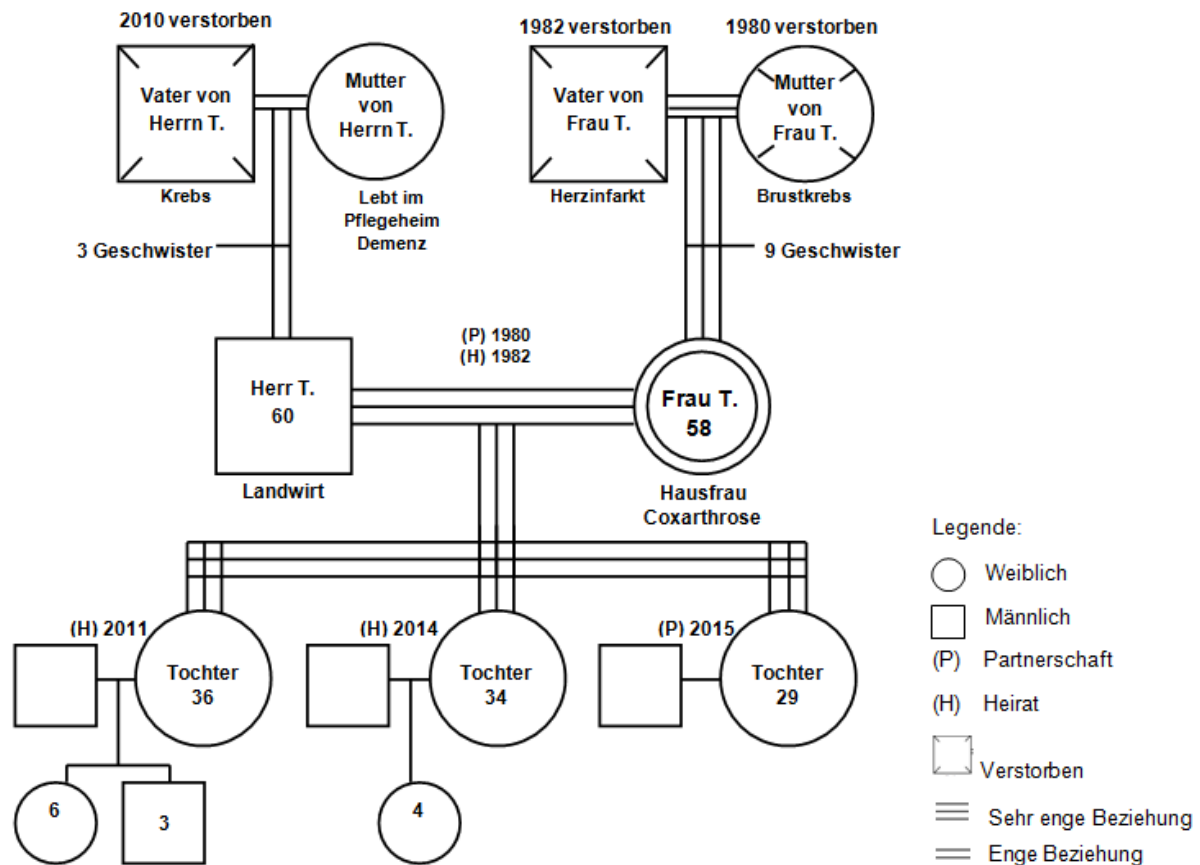 2010 verstorben
1982 verstorben
1980 verstorben
Vater von
Herrn T.
Mutter
von
Herrn T.
Vater von
Frau T.
Mutter
von
Frau T.
Krebs
Lebt im
Pflegeheim
Demenz
Herzinfarkt
Brustkrebs
3 Geschwister
9 Geschwister
(P) 1980
(H) 1982
Herr T.
60
Frau T.
58
Landwirt
Hausfrau
Coxarthrose
(H) 2011
Tochter
36
(H) 2014
Tochter
34
(P) 2015
Tochter
29
6
3
4
Legende:
Weiblich
Männlich
(P) Partnerschaft
(H) Heirat
Verstorben
Sehr enge Beziehung
Enge Beziehung